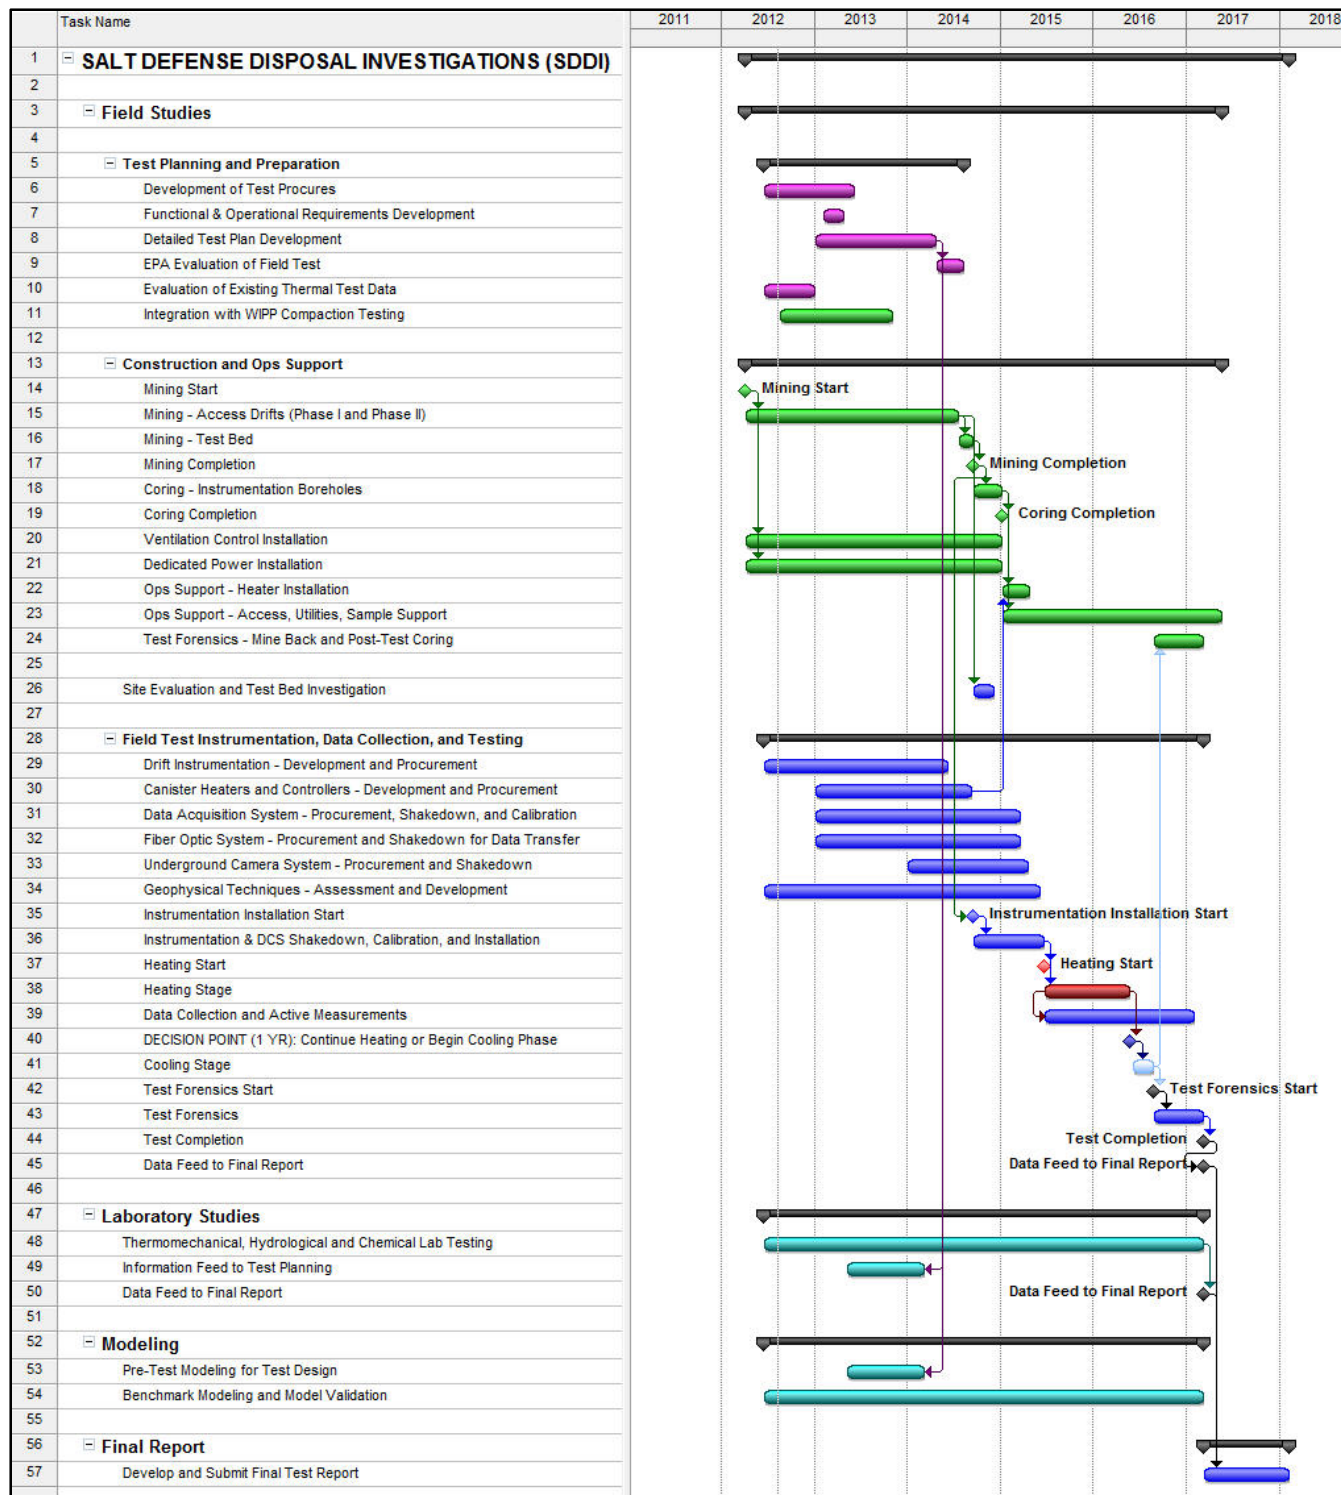 Task Name 2011 2012 2013 2014 2015 2016 2017 2018
1 SALT DEFENSE DISPOSAL INVESTIGATIONS (SDDI)
2
3 Field Studies
4
5 Test Planning and Preparation
6 Development of Test Procures
7 Functional & Operational Requirements Development
8 Detailed Test Plan Development
9 EPA Evaluation of Field Test
10 Evaluation of Existing Thermal Test Data
11 Integration with WIPP Compaction Testing
12
13 Construction and Ops Support
14 Mining Start Mining Start
15 Mining - Access Drifts (Phase I and Phase II)
16 Mining - Test Bed
17 Mining Completion Mining Completion
18 Coring - Instrumentation Boreholes
19 Coring Completion Coring Completion
20 Ventilation Control Installation
21 Dedicated Power Installation
22 Ops Support - Heater Installation
23 Ops Support - Access, Utilities, Sample Support
24 Test Forensics - Mine Back and Post-Test Coring
25
26 Site Evaluation and Test Bed Investigation
27
28 Field Test Instrumentation, Data Collection, and Testing
29 Drift Instrumentation - Development and Procurement
30 Canister Heaters and Controllers - Development and Procurement
31 Data Acquisition System - Procurement, Shakedown, and Calibration
32 Fiber Optic System - Procurement and Shakedown for Data Transfer
33 Underground Camera System - Procurement and Shakedown
34 Geophysical Techniques - Assessment and Development
35 Instrumentation Installation Start Instrumentation Installation Start
36 Instrumentation & DCS Shakedown, Calibration, and Installation
37 Heating Start Heating Start
38 Heating Stage
39 Data Collection and Active Measurements
40 DECISION POINT (1 YR): Continue Heating or Begin Cooling Phase
41 Cooling Stage
42 Test Forensics Start Test Forensics Start
43 Test Forensics
44 Test Completion Test Completion
45 Data Feed to Final Report Data Feed to Final Report
46
47 Laboratory Studies
48 Thermomechanical, Hydrological and Chemical Lab Testing
49 Information Feed to Test Planning
50 Data Feed to Final Report Data Feed to Final Report
51
52 Modeling
53 Pre-Test Modeling for Test Design
54 Benchmark Modeling and Model Validation
55
56 Final Report
57 Develop and Submit Final Test Report